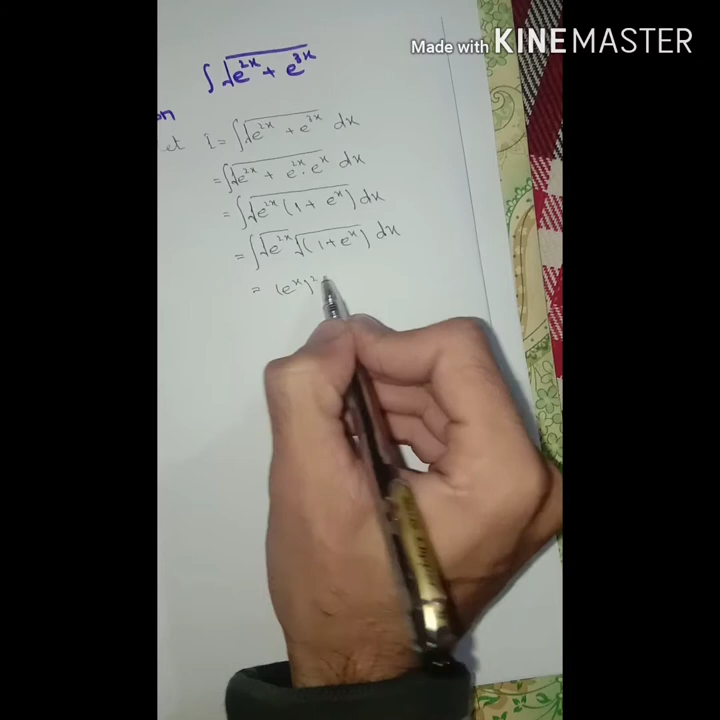 Made with KINEMASTER
∫√e^2x + e^3x
on
et I = ∫√e^2x + e^3x dx
= ∫√e^2x + e^2x . e^x dx
= ∫√e^2x (1 + e^x) dx
= ∫√e^2x √(1+e^x) dx
= (e^x)^2